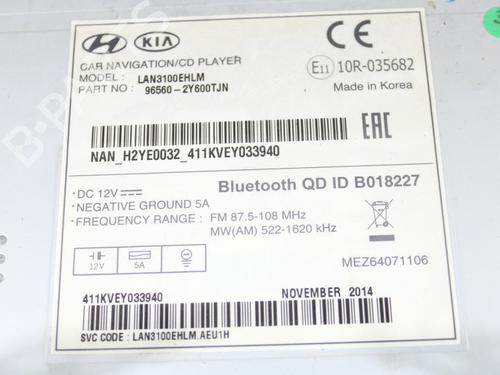 HYUNDAI KIA
CAR NAVIGATION/CD PLAYER
MODEL : LAN3100EHLM
PART NO : 96560-2Y600TJN
E11 10R-035682
Made in Korea
EAC
NAN_H2YE0032_411KVEY033940
• DC 12V
• NEGATIVE GROUND 5A
• FREQUENCY RANGE : FM 87.5-108 MHz
MW(AM) 522-1620 kHz
Bluetooth QD ID B018227
12V 5A
MEZ64071106
411KVEY033940 NOVEMBER 2014
SVC CODE : LAN3100EHLM.AEU1H
B-Parts